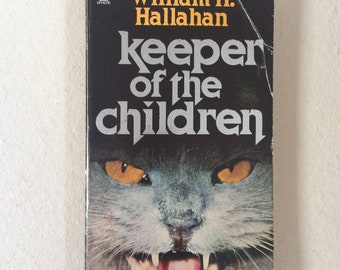 William H.
Hallahan
keeper
of the
children